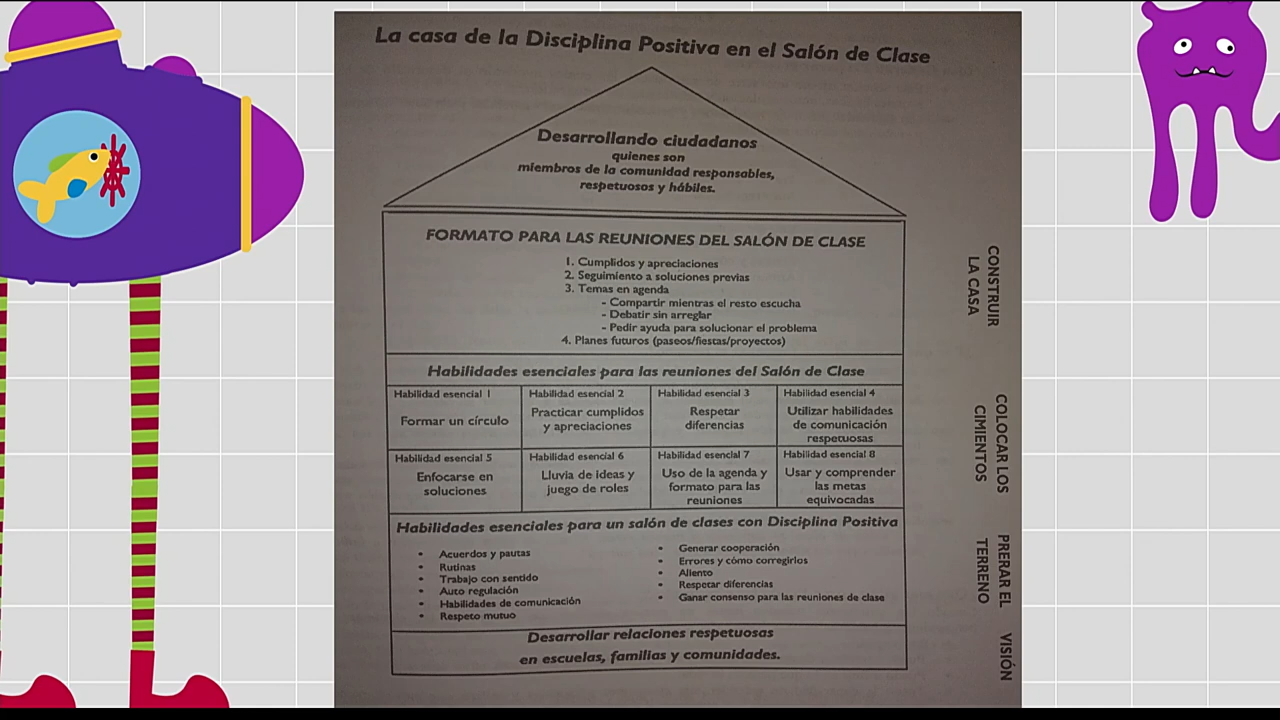 La casa de la Disciplina Positiva en el Salón de Clase
Desarrollando ciudadanos
quienes son
miembros de la comunidad responsables,
respetuosos y hábiles.
FORMATO PARA LAS REUNIONES DEL SALÓN DE CLASE
1. Cumplidos y apreciaciones
2. Seguimiento a soluciones previas
3. Temas en agenda
- Compartir mientras el resto escucha
- Debatir sin arreglar
- Pedir ayuda para solucionar el problema
4. Planes futuros (paseos/fiestas/proyectos)
Habilidades esenciales para las reuniones del Salón de Clase
Habilidad esencial 1
Formar un círculo
Habilidad esencial 2
Practicar cumplidos
y apreciaciones
Habilidad esencial 3
Respetar
diferencias
Habilidad esencial 4
Utilizar habilidades
de comunicación
respetuosas
Habilidad esencial 5
Enfocarse en
soluciones
Habilidad esencial 6
Lluvia de ideas y
juego de roles
Habilidad esencial 7
Uso de la agenda y
formato para las
reuniones
Habilidad esencial 8
Usar y comprender
las metas
equivocadas
Habilidades esenciales para un salón de clases con Disciplina Positiva
• Acuerdos y pautas
• Rutinas
• Trabajo con sentido
• Auto regulación
• Habilidades de comunicación
• Respeto mutuo
• Generar cooperación
• Errores y cómo corregirlos
• Aliento
• Respetar diferencias
• Ganar consenso para las reuniones de clase
Desarrollar relaciones respetuosas
en escuelas, familias y comunidades.
CONSTRUIR
LA CASA
COLOCAR LOS
CIMIENTOS
PRERAR EL
TERRENO
VISIÓN